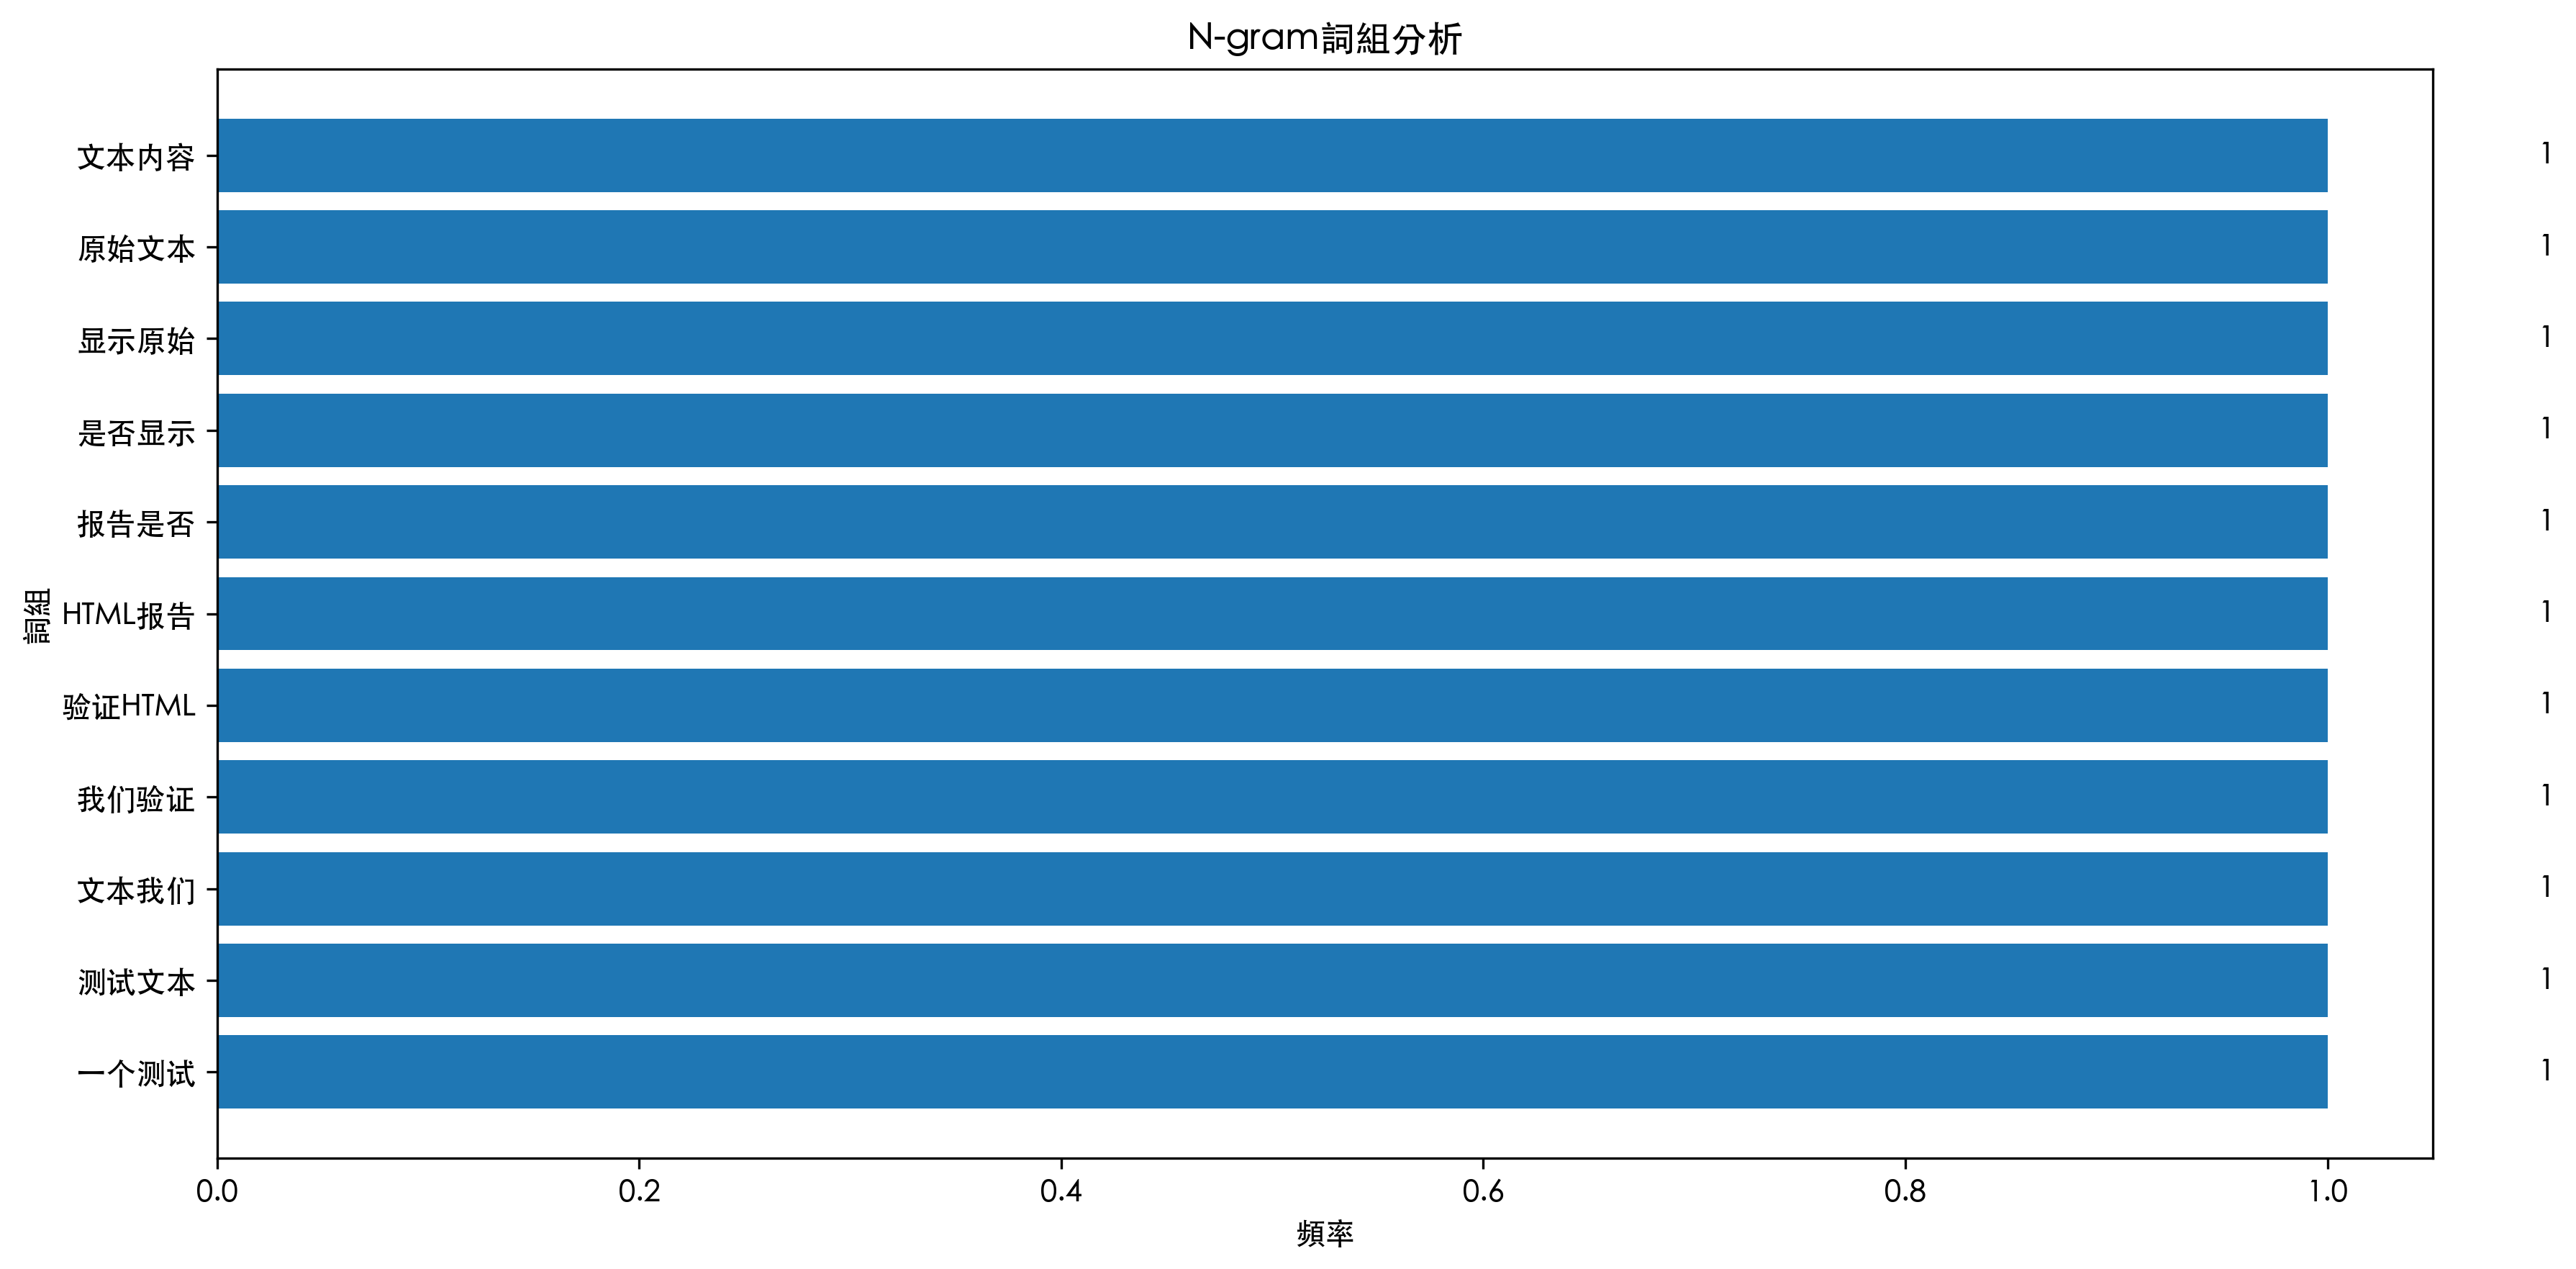 N-gram詞組分析
文本内容 1
原始文本 1
显示原始 1
是否显示 1
报告是否 1
HTML报告 1
验证HTML 1
我们验证 1
文本我们 1
测试文本 1
一个测试 1
詞組
0.0 0.2 0.4 0.6 0.8 1.0
頻率